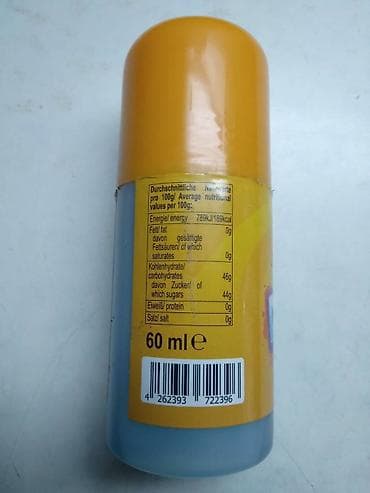 Durchschnittliche Nährwerte
pro 100g/ Average nutritional
values per 100g:
Energie/ energy 789kJ/189kcal
Fett/ fat 0g
davon gesättigte
Fettsäuren/ of which
saturates 0g
Kohlenhydrate/
carbohydrates 46g
davon Zucker/ of
which sugars 44g
Eiweiß/ protein 0g
Salz/ salt 0g
60 ml e
4 262393 722396